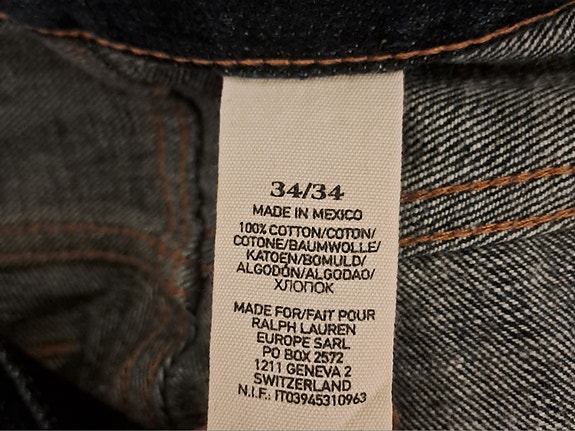 34/34
MADE IN MEXICO
100% COTTON/COTON/
COTONE/BAUMWOLLE/
KATOEN/BOMULD/
ALGODÓN/ALGODAO/
ХЛОПОК
MADE FOR/FAIT POUR
RALPH LAUREN
EUROPE SARL
PO BOX 2572
1211 GENEVA 2
SWITZERLAND
N.I.F.: IT03945310963